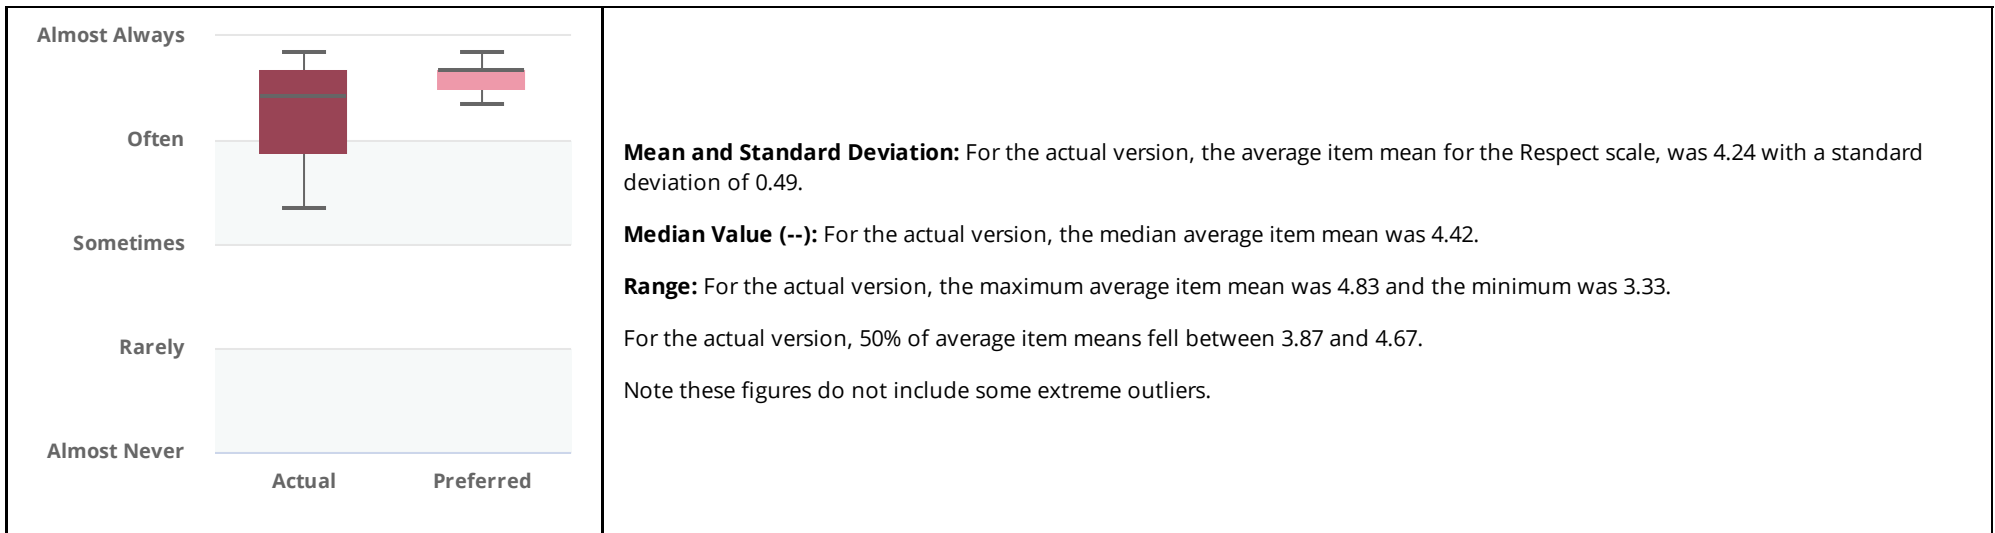 Almost Always
Often
Sometimes
Rarely
Almost Never
Actual
Preferred
Mean and Standard Deviation: For the actual version, the average item mean for the Respect scale, was 4.24 with a standard
deviation of 0.49.
Median Value (--): For the actual version, the median average item mean was 4.42.
Range: For the actual version, the maximum average item mean was 4.83 and the minimum was 3.33.
For the actual version, 50% of average item means fell between 3.87 and 4.67.
Note these figures do not include some extreme outliers.